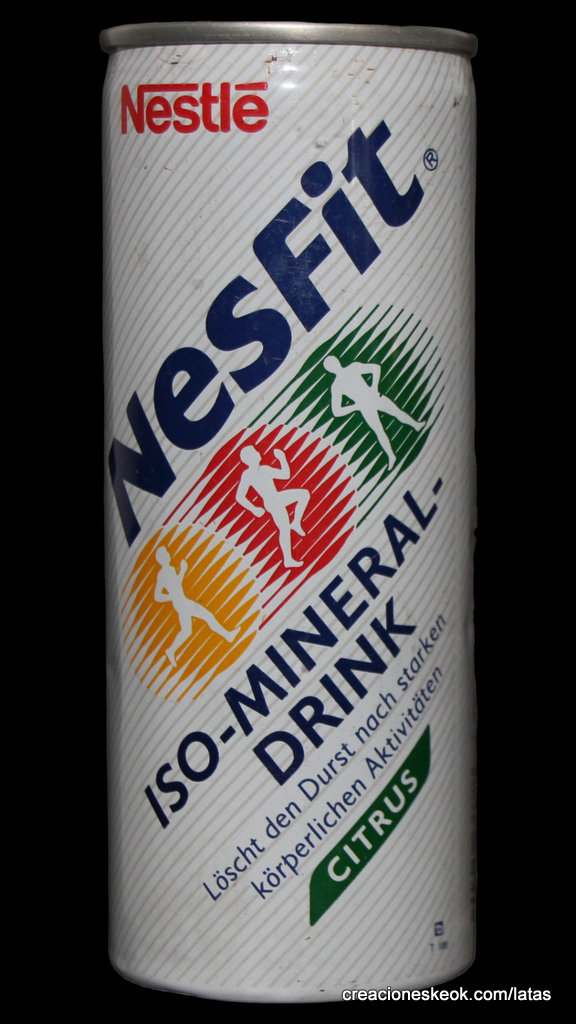 Nestlé
NesFit®
ISO-MINERAL-
DRINK
Löscht den Durst nach starken
körperlichen Aktivitäten
CITRUS
creacioneskeok.com/latas